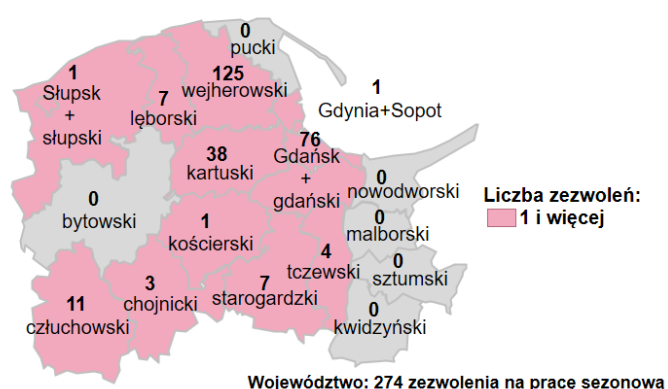 0
pucki
1
Słupsk
+
słupski
7
lęborski
125
wejherowski
1
Gdynia+Sopot
38
kartuski
76
Gdańsk
+
gdański
0
nowodworski
0
bytowski
1
kościerski
0
malborski
4
tczewski
0
sztumski
11
człuchowski
3
chojnicki
7
starogardzki
0
kwidzyński
Liczba zezwoleń:
1 i więcej
Województwo: 274 zezwolenia na pracę sezonową